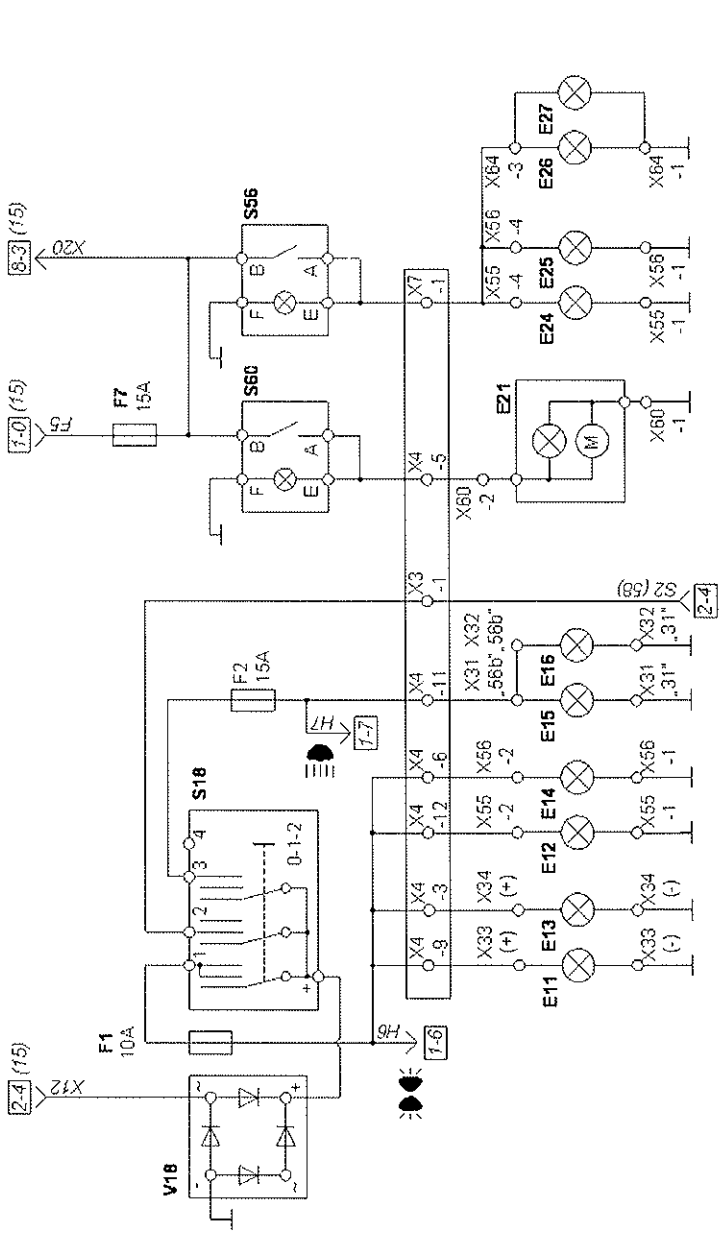 8-3 (15)
X20
1-0 (15)
F5
F7
15A
S56
B
A
F
E
S60
B
A
F
E
X7
-1
X4
-5
X3
-1
X4
-11
X4
-6
X4
-12
X4
-3
X4
-9
X64
-3
X56
-4
X55
-4
E27
E26
E25
E24
X64
-1
X56
-1
X55
-1
E21
M
X60
-2
X60
-1
S2 (58)
2-4
F2
15A
H7
1-7
S18
1
2
3
4
0-1-2
+
X31 X32
"56b" "56b"
E16
E15
X32
"31"
X31
"31"
X56
-2
X55
-2
E14
E12
X56
-1
X55
-1
X34
(+)
X33
(+)
E13
E11
X34
(-)
X33
(-)
F1
10A
H6
1-6
2-4 (15)
X12
V18
~
+
-
~